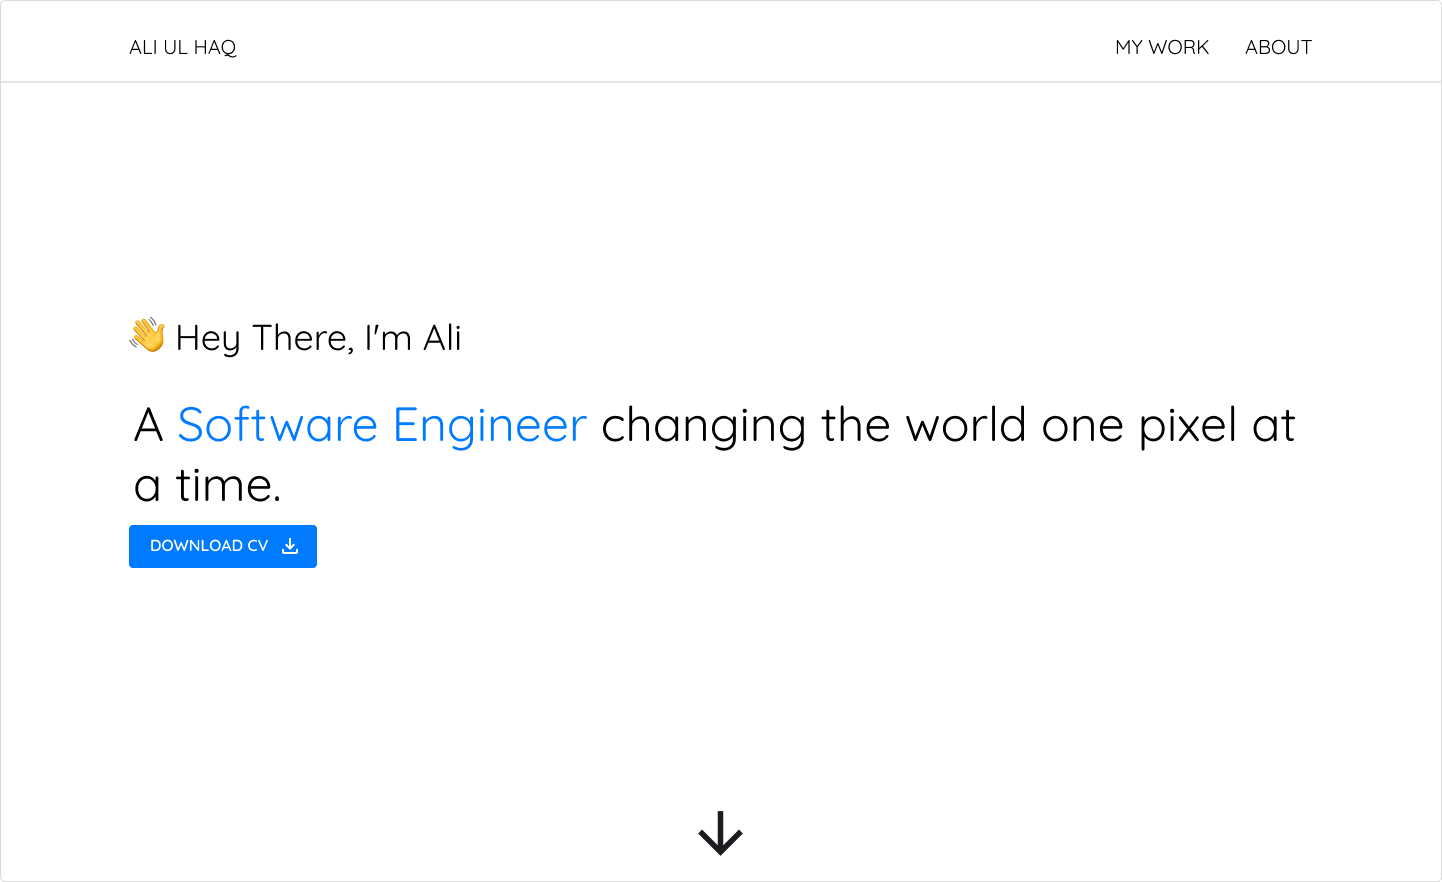 ALI UL HAQ
MY WORK
ABOUT
👋 Hey There, I'm Ali
A Software Engineer changing the world one pixel at
a time.
DOWNLOAD CV